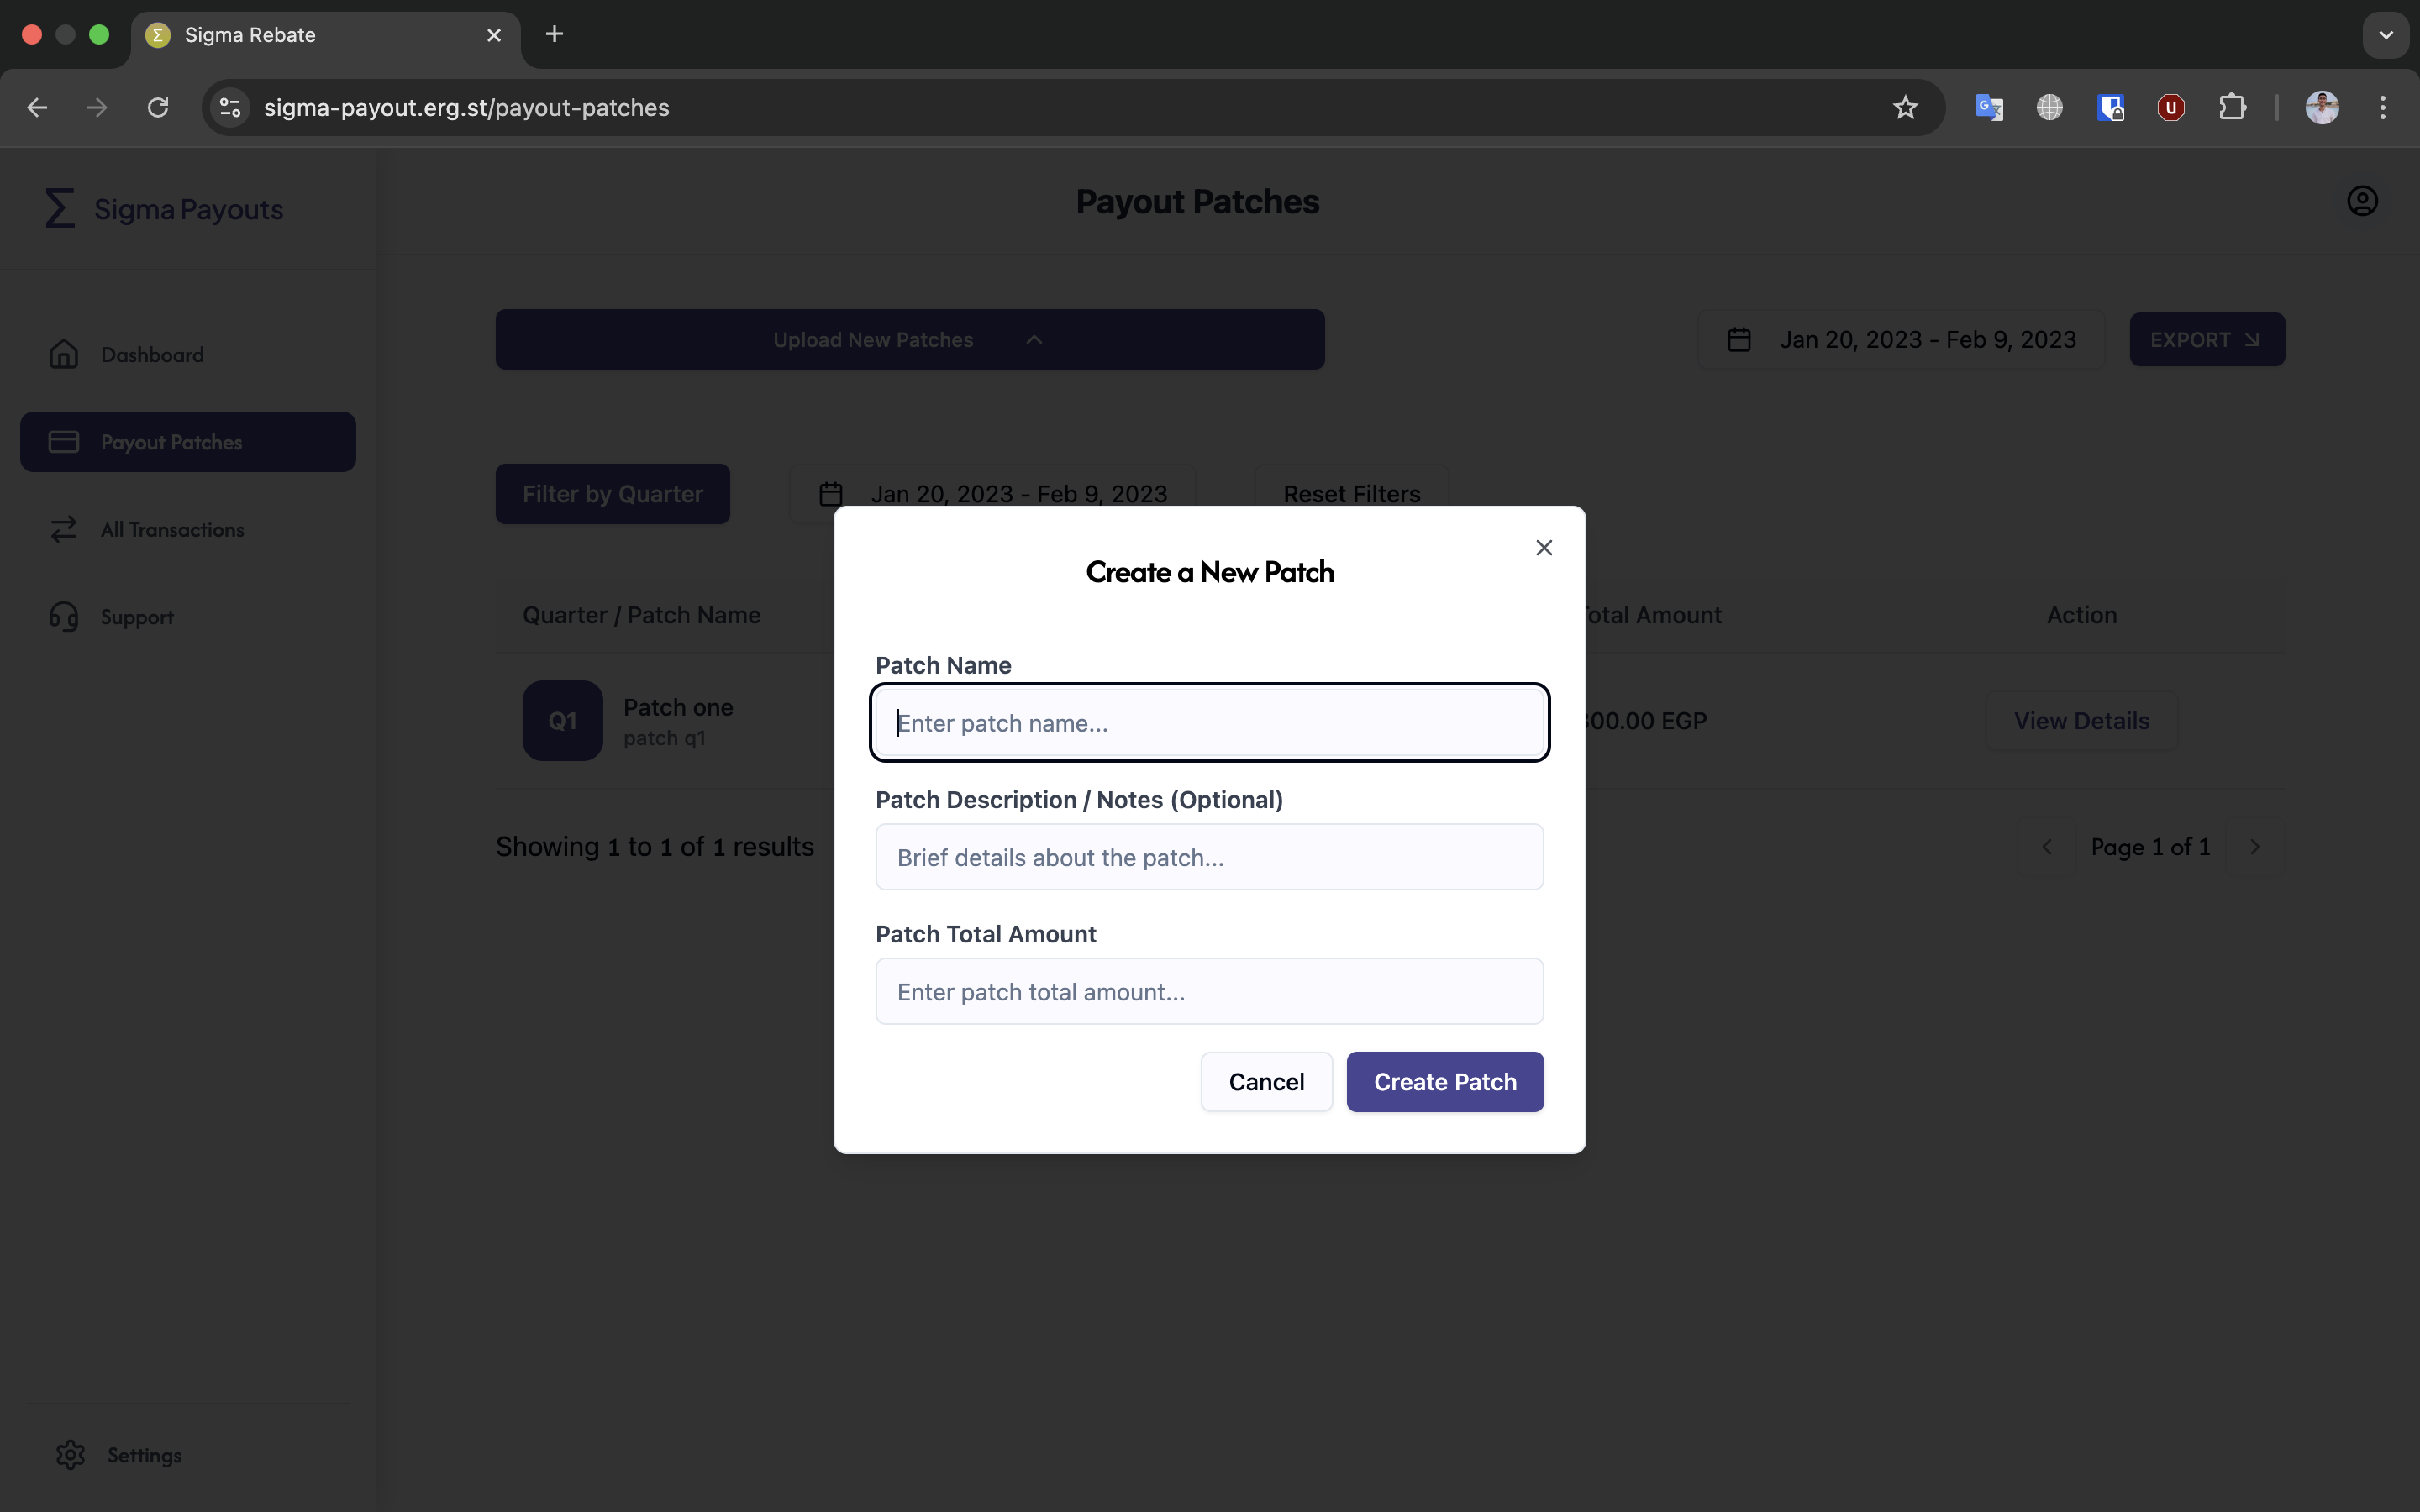 Sigma Rebate
sigma-payout.erg.st/payout-patches
Σ Sigma Payouts
Payout Patches
Dashboard
Payout Patches
All Transactions
Support
Settings
Upload New Patches
Jan 20, 2023 - Feb 9, 2023
EXPORT
Filter by Quarter
Jan 20, 2023 - Feb 9, 2023
Reset Filters
Quarter / Patch Name
otal Amount
Action
Q1
Patch one
patch q1
00.00 EGP
View Details
Showing 1 to 1 of 1 results
Page 1 of 1
Create a New Patch
Patch Name
Enter patch name...
Patch Description / Notes (Optional)
Brief details about the patch...
Patch Total Amount
Enter patch total amount...
Cancel
Create Patch